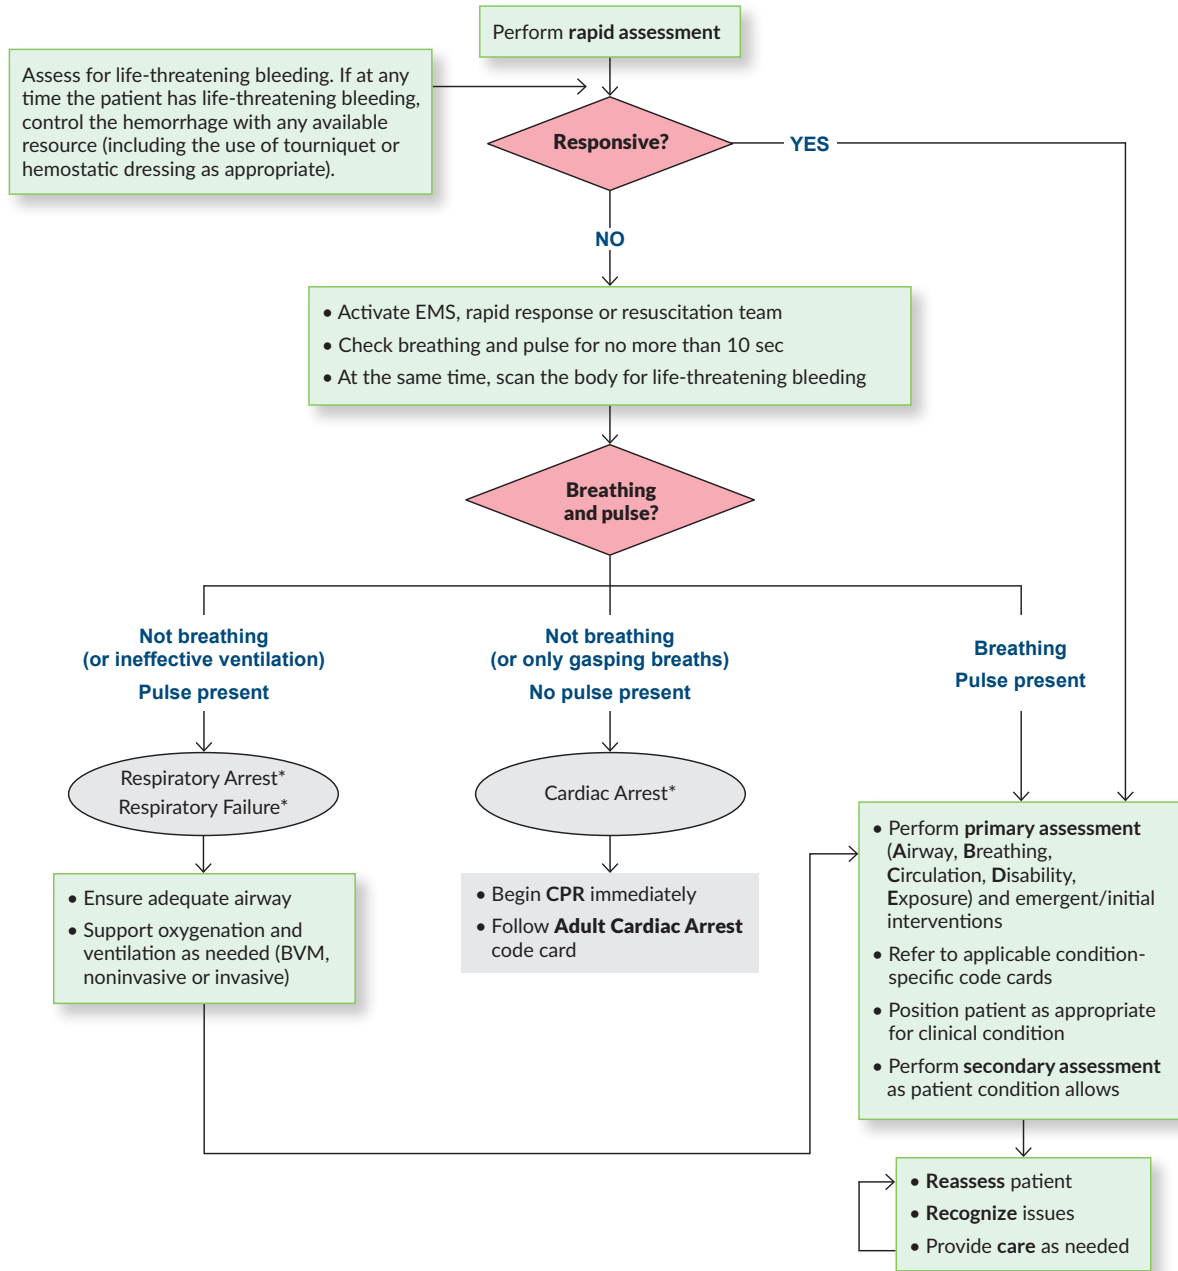 Perform rapid assessment
Assess for life-threatening bleeding. If at any
time the patient has life-threatening bleeding,
control the hemorrhage with any available
resource (including the use of tourniquet or
hemostatic dressing as appropriate).
Responsive?
YES
NO
• Activate EMS, rapid response or resuscitation team
• Check breathing and pulse for no more than 10 sec
• At the same time, scan the body for life-threatening bleeding
Breathing
and pulse?
Not breathing
(or ineffective ventilation)
Pulse present
Not breathing
(or only gasping breaths)
No pulse present
Breathing
Pulse present
Respiratory Arrest*
Respiratory Failure*
Cardiac Arrest*
• Ensure adequate airway
• Support oxygenation and
ventilation as needed (BVM,
noninvasive or invasive)
• Begin CPR immediately
• Follow Adult Cardiac Arrest
code card
• Perform primary assessment
(Airway, Breathing,
Circulation, Disability,
Exposure) and emergent/initial
interventions
• Refer to applicable condition-
specific code cards
• Position patient as appropriate
for clinical condition
• Perform secondary assessment
as patient condition allows
• Reassess patient
• Recognize issues
• Provide care as needed